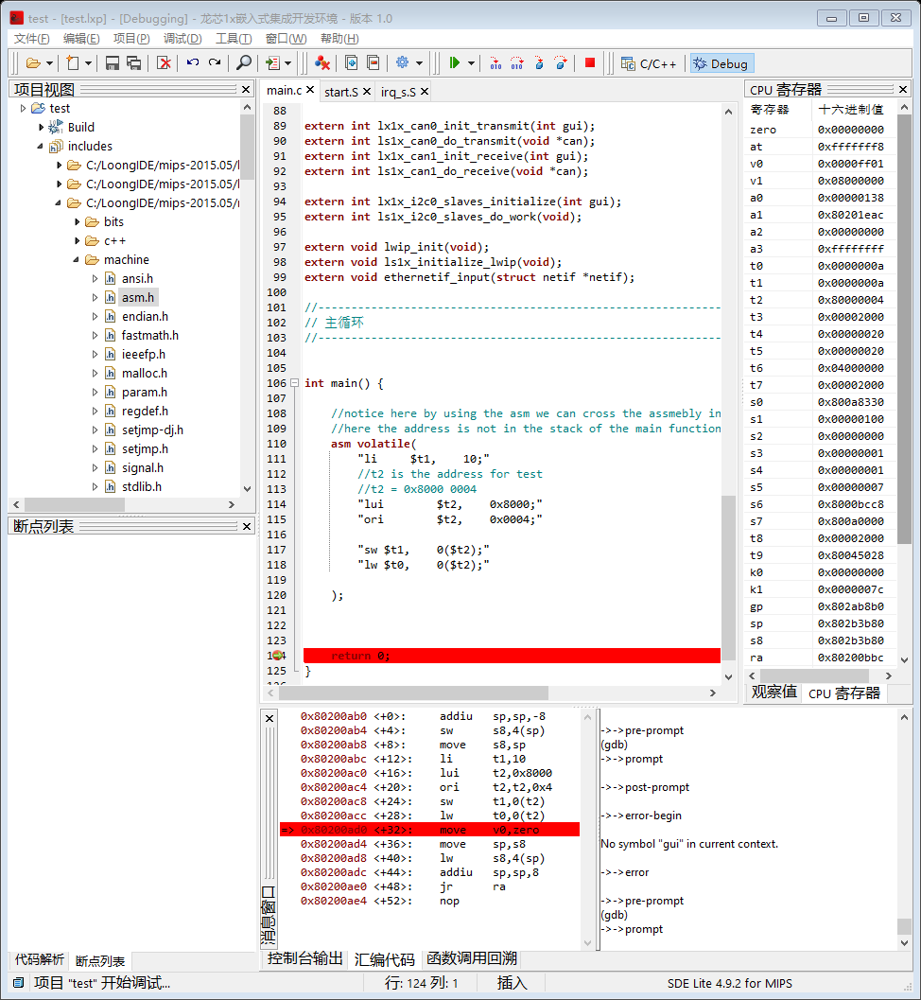 test - [test.lxp] - [Debugging] - 龙芯1x嵌入式集成开发环境 - 版本 1.0
文件(F) 编辑(E) 项目(P) 调试(D) 工具(T) 窗口(W) 帮助(H)
C/C++ Debug
项目视图
test
Build
includes
C:/LoongIDE/mips-2015.05/l
C:/LoongIDE/mips-2015.05/l
C:/LoongIDE/mips-2015.05/r
bits
c++
machine
ansi.h
asm.h
endian.h
fastmath.h
ieeefp.h
malloc.h
param.h
regdef.h
setjmp-dj.h
setjmp.h
signal.h
stdlib.h
断点列表
代码解析 断点列表
main.c start.S irq_s.S
88
89 extern int lx1x_can0_init_transmit(int gui);
90 extern int ls1x_can0_do_transmit(void *can);
91 extern int lx1x_can1_init_receive(int gui);
92 extern int ls1x_can1_do_receive(void *can);
93
94 extern int lx1x_i2c0_slaves_initialize(int gui);
95 extern int ls1x_i2c0_slaves_do_work(void);
96
97 extern void lwip_init(void);
98 extern void ls1x_initialize_lwip(void);
99 extern void ethernetif_input(struct netif *netif);
100
101 //-------------------------------------------------------------
102 // 主循环
103 //-------------------------------------------------------------
104
105
106 int main() {
107
108 //notice here by using the asm we can cross the assmebly in
109 //here the address is not in the stack of the main function
110 asm volatile(
111 "li $t1, 10;"
112 //t2 is the address for test
113 //t2 = 0x8000 0004
114 "lui $t2, 0x8000;"
115 "ori $t2, 0x0004;"
116
117 "sw $t1, 0($t2);"
118 "lw $t0, 0($t2);"
119
120 );
121
122
123
124 return 0;
125 }
CPU 寄存器
寄存器 十六进制值
zero 0x00000000
at 0xfffffff8
v0 0x0000ff01
v1 0x08000000
a0 0x00000138
a1 0x80201eac
a2 0x00000000
a3 0xffffffff
t0 0x0000000a
t1 0x0000000a
t2 0x80000004
t3 0x00002000
t4 0x00000020
t5 0x00000020
t6 0x04000000
t7 0x00002000
s0 0x800a8330
s1 0x00000100
s2 0x00000000
s3 0x00000001
s4 0x00000001
s5 0x00000007
s6 0x8000bcc8
s7 0x800a0000
t8 0x00002000
t9 0x80045028
k0 0x00000000
k1 0x0000007c
gp 0x802ab8b0
sp 0x802b3b80
s8 0x802b3b80
ra 0x80200bbc
观察值 CPU 寄存器
消息窗口
0x80200ab0 <+0>: addiu sp,sp,-8
0x80200ab4 <+4>: sw s8,4(sp)
0x80200ab8 <+8>: move s8,sp
0x80200abc <+12>: li t1,10
0x80200ac0 <+16>: lui t2,0x8000
0x80200ac4 <+20>: ori t2,t2,0x4
0x80200ac8 <+24>: sw t1,0(t2)
0x80200acc <+28>: lw t0,0(t2)
=> 0x80200ad0 <+32>: move v0,zero
0x80200ad4 <+36>: move sp,s8
0x80200ad8 <+40>: lw s8,4(sp)
0x80200adc <+44>: addiu sp,sp,8
0x80200ae0 <+48>: jr ra
0x80200ae4 <+52>: nop
->->pre-prompt
(gdb)
->->prompt
->->post-prompt
->->error-begin
No symbol "gui" in current context.
->->error
->->pre-prompt
(gdb)
->->prompt
控制台输出 汇编代码 函数调用回溯
项目 "test" 开始调试... 行: 124 列: 1 插入 SDE Lite 4.9.2 for MIPS